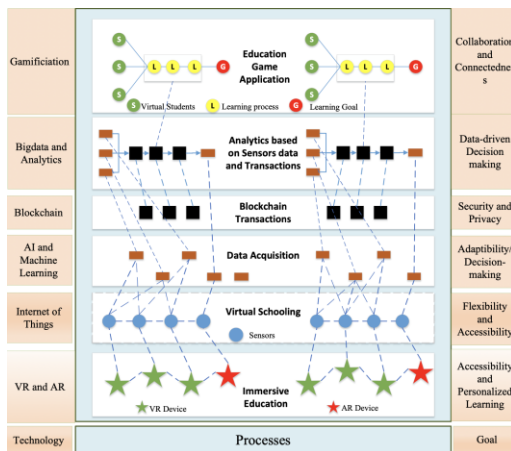 Gamificiation
Education
Game
Application
Collaboration
and
Connectednes
s
S
S
S
L
L
L
G
S
S
S
L
L
L
G
S Virtual Students
L Learning process
G Learning Goal
Bigdata and
Analytics
Analytics based
on Sensors data
and Transactions
Data-driven
Decision
making
Blockchain
Blockchain
Transactions
Security and
Privacy
AI and
Machine
Learning
Data Acquisition
Adaptibility/
Decision-
making
Internet of
Things
Virtual Schooling
Sensors
Flexibility
and
Accessibility
VR and AR
Immersive
Education
VR Device
AR Device
Accessibility
and
Personalized
Learning
Technology
Processes
Goal